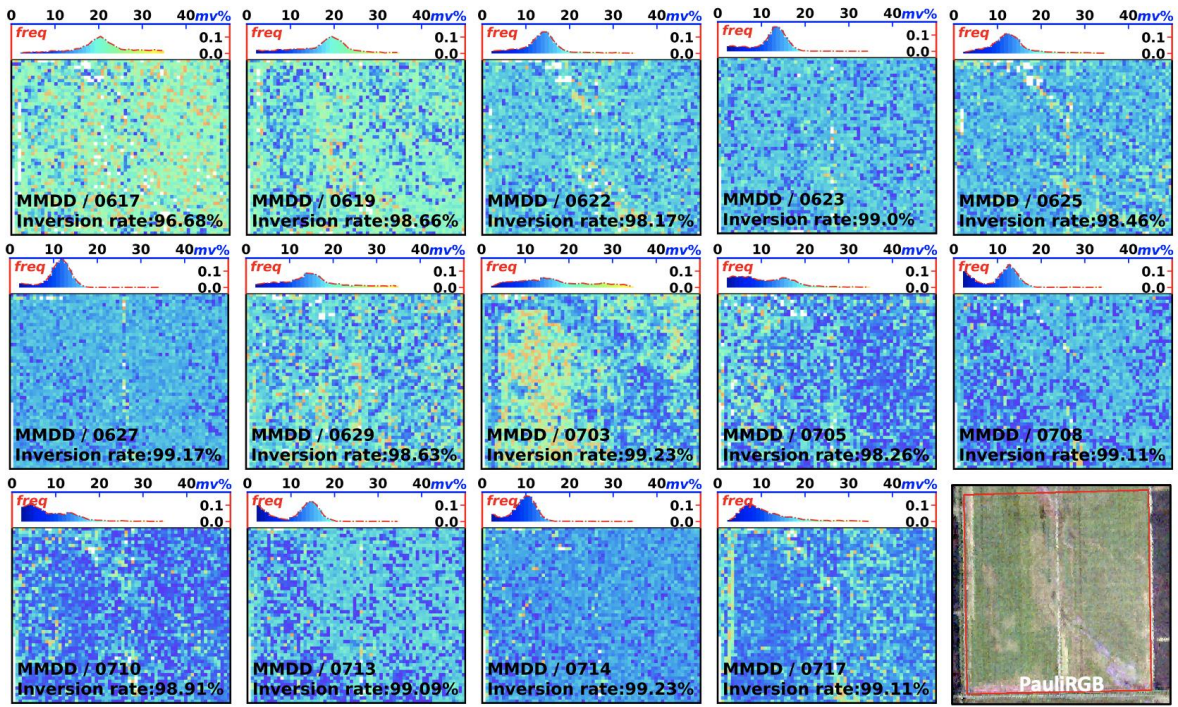 0 10 20 30 40mv% 0 10 20 30 40mv% 0 10 20 30 40mv% 0 10 20 30 40mv% 0 10 20 30 40mv%
freq 0.1 freq 0.1 freq 0.1 freq 0.1 freq 0.1
0.0 0.0 0.0 0.0 0.0
MMDD / 0617 MMDD / 0619 MMDD / 0622 MMDD / 0623 MMDD / 0625
Inversion rate:96.68% Inversion rate:98.66% Inversion rate:98.17% Inversion rate:99.0% Inversion rate:98.46%
0 10 20 30 40mv% 0 10 20 30 40mv% 0 10 20 30 40mv% 0 10 20 30 40mv% 0 10 20 30 40mv%
freq 0.1 freq 0.1 freq 0.1 freq 0.1 freq 0.1
0.0 0.0 0.0 0.0 0.0
MMDD / 0627 MMDD / 0629 MMDD / 0703 MMDD / 0705 MMDD / 0708
Inversion rate:99.17% Inversion rate:98.63% Inversion rate:99.23% Inversion rate:98.26% Inversion rate:99.11%
0 10 20 30 40mv% 0 10 20 30 40mv% 0 10 20 30 40mv% 0 10 20 30 40mv%
freq 0.1 freq 0.1 freq 0.1 freq 0.1
0.0 0.0 0.0 0.0
MMDD / 0710 MMDD / 0713 MMDD / 0714 MMDD / 0717 PauliRGB
Inversion rate:98.91% Inversion rate:99.09% Inversion rate:99.23% Inversion rate:99.11%